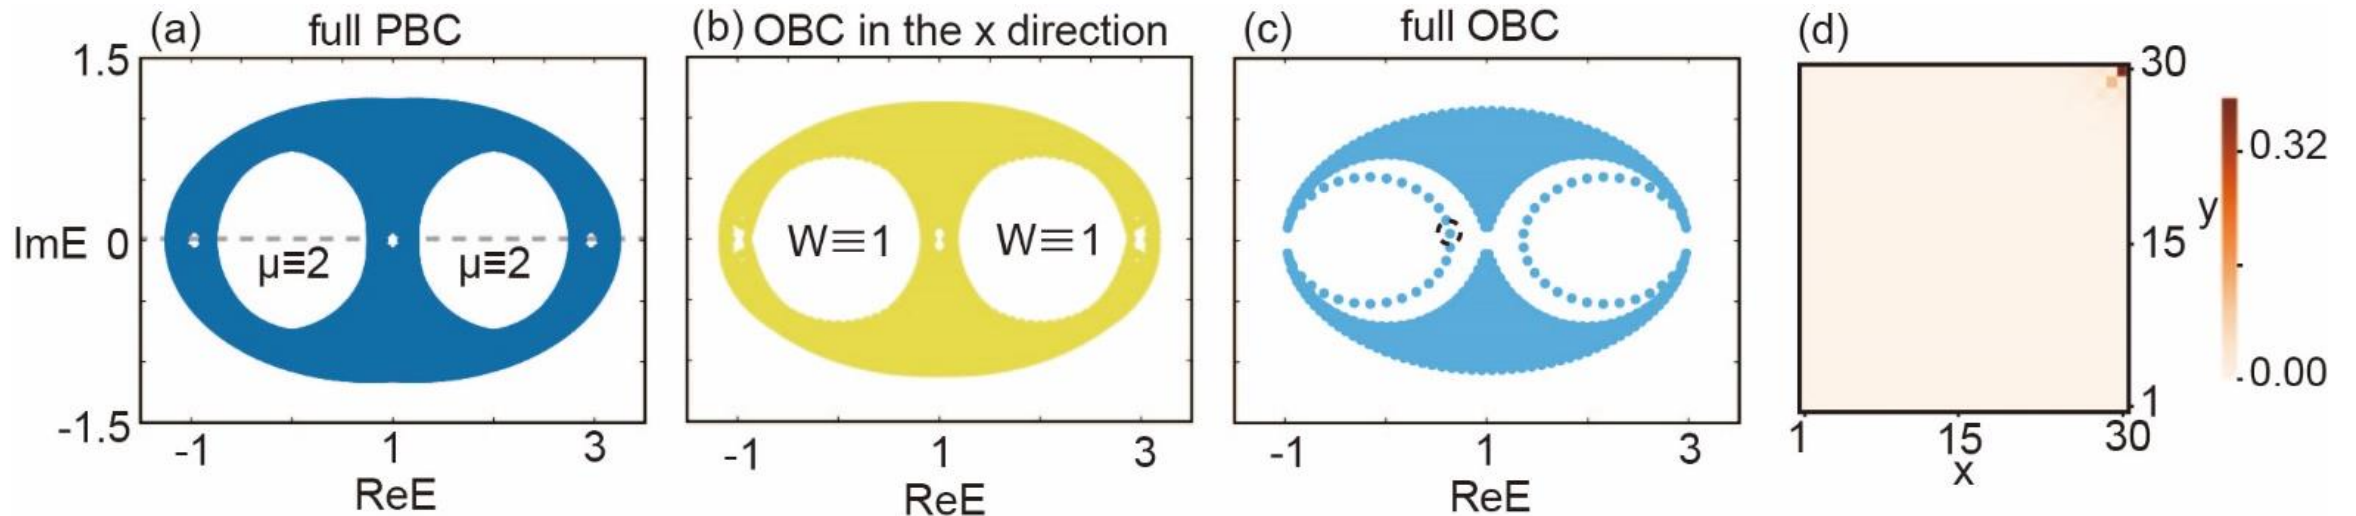 (a) full PBC
1.5
ImE 0
-1.5
μ≡2 μ≡2
-1 1 3
ReE
(b) OBC in the x direction
W≡1 W≡1
-1 1 3
ReE
(c) full OBC
-1 1 3
ReE
(d)
30
y 15
1
1 15 30
x
0.32
0.00